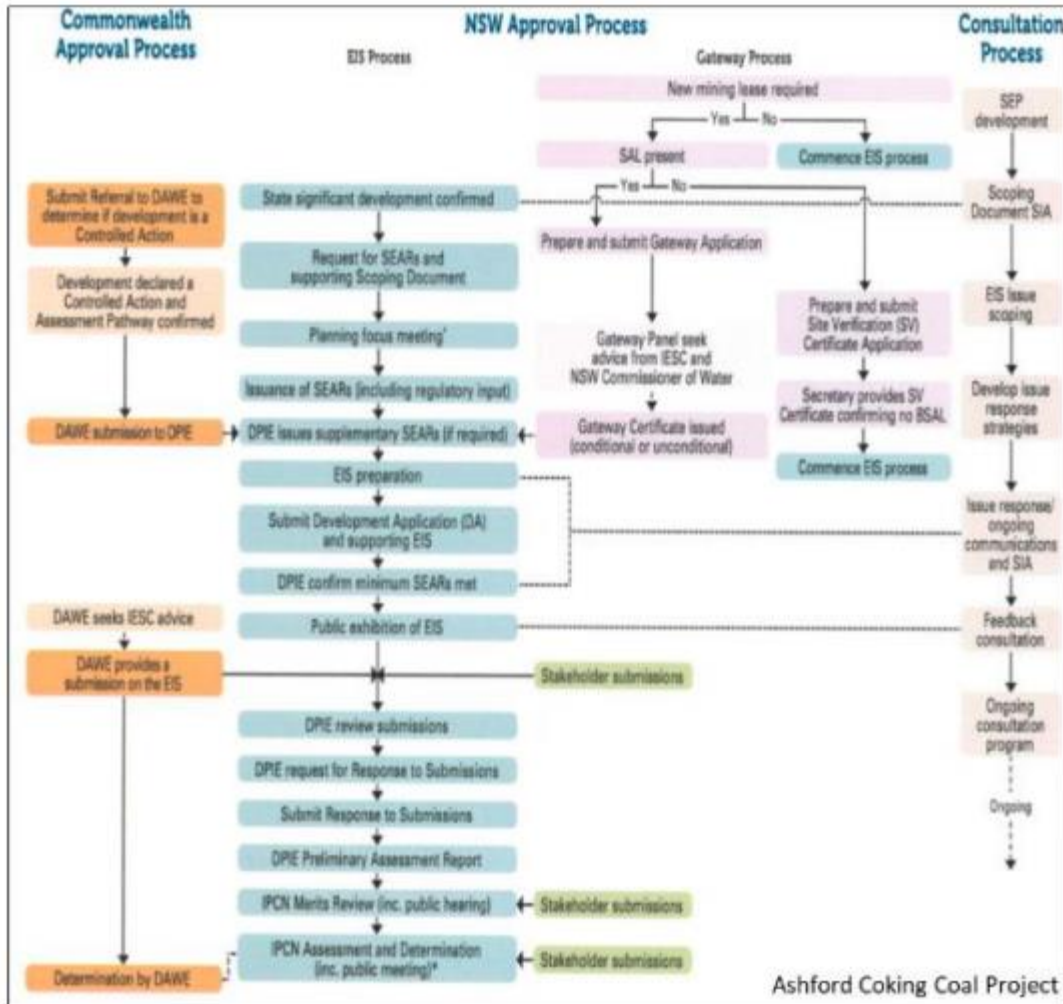 Commonwealth
Approval Process
NSW Approval Process
Consultation
Process
EIS Process
Gateway Process
New mining lease required
Yes
No
SAL present
Commence EIS process
Yes
No
Submit Referral to DAWE to
determine if development is a
Controlled Action
Development declared a
Controlled Action and
Assessment Pathway confirmed
DAWE submission to DPIE
DAWE seeks IESC advice
DAWE provides a
submission on the EIS
Determination by DAWE
State significant development confirmed
Request for SEARs and
supporting Scoping Document
Planning focus meeting*
Issuance of SEARs (including regulatory input)
DPIE issues supplementary SEARs (if required)
EIS preparation
Submit Development Application (DA)
and supporting EIS
DPIE confirm minimum SEARs met
Public exhibition of EIS
DPIE review submissions
DPIE request for Response to Submissions
Submit Response to Submissions
DPIE Preliminary Assessment Report
IPCN Merits Review (inc. public hearing)
IPCN Assessment and Determination
(inc. public meeting)*
Prepare and submit Gateway Application
Gateway Panel seek
advice from IESC and
NSW Commissioner of Water
Gateway Certificate issued
(conditional or unconditional)
Prepare and submit
Site Verification (SV)
Certificate Application
Secretary provides SV
Certificate confirming no BSAL
Commence EIS process
Stakeholder submissions
Stakeholder submissions
Stakeholder submissions
SEP
development
Scoping
Document SIA
EIS Issue
scoping
Develop issue
response
strategies
Issue response/
ongoing
communications
and SIA
Feedback
consultation
Ongoing
consultation
program
Ongoing
Ashford Coking Coal Project